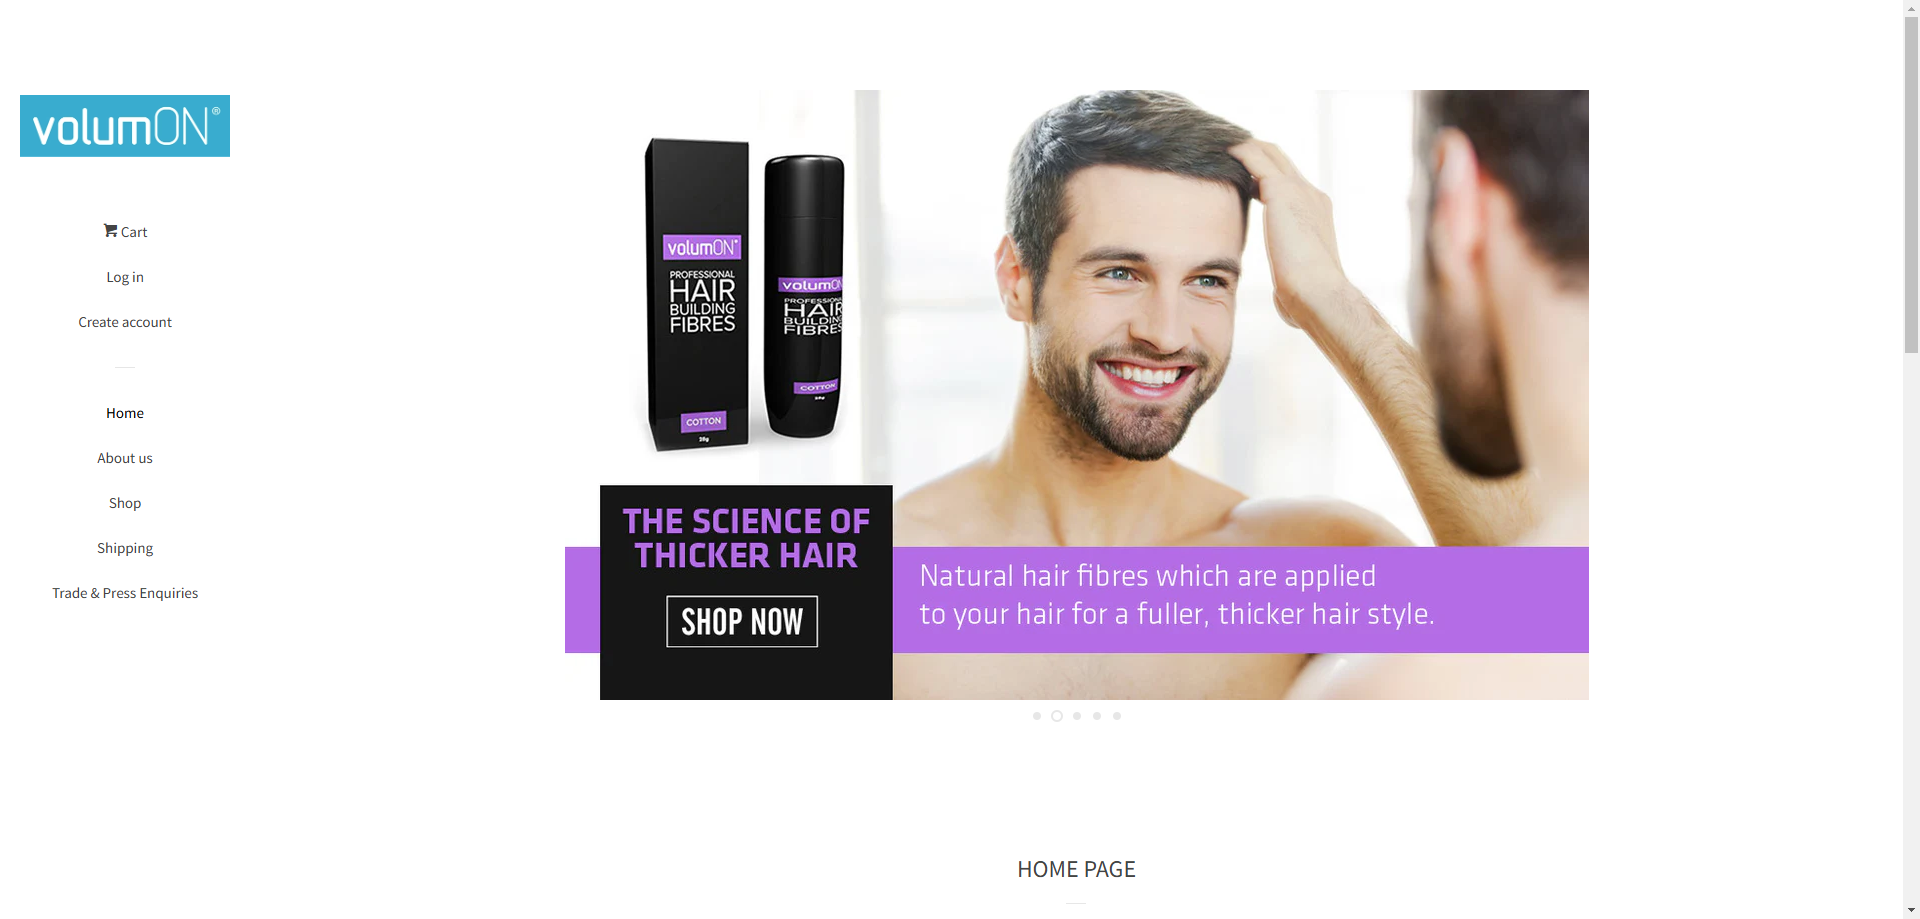 volumON®
Cart
Log in
Create account
Home
About us
Shop
Shipping
Trade & Press Enquiries
volumON®
PROFESSIONAL
HAIR
BUILDING
FIBRES
COTTON
volumON
PROFESSIONAL
HAIR
BUILDING
FIBRES
COTTON
THE SCIENCE OF
THICKER HAIR
SHOP NOW
Natural hair fibres which are applied
to your hair for a fuller, thicker hair style.
HOME PAGE